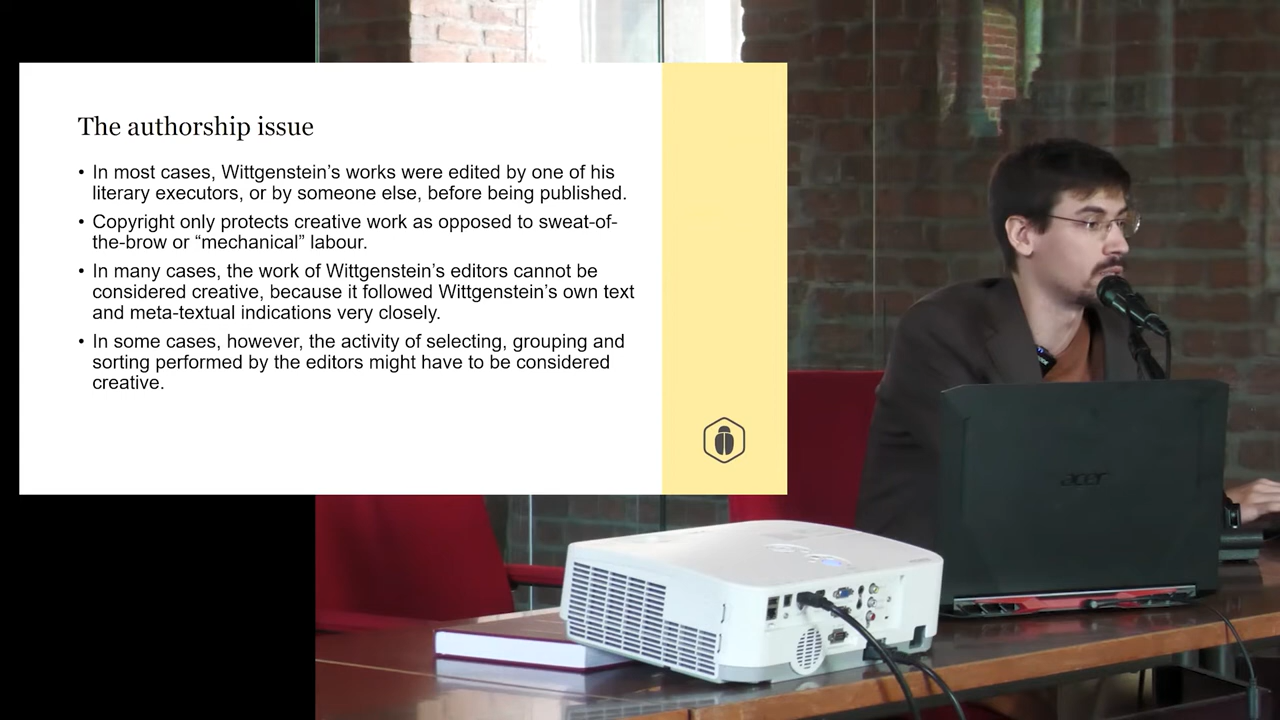 The authorship issue
• In most cases, Wittgenstein’s works were edited by one of his
literary executors, or by someone else, before being published.
• Copyright only protects creative work as opposed to sweat-of-
the-brow or “mechanical” labour.
• In many cases, the work of Wittgenstein’s editors cannot be
considered creative, because it followed Wittgenstein’s own text
and meta-textual indications very closely.
• In some cases, however, the activity of selecting, grouping and
sorting performed by the editors might have to be considered
creative.
acer